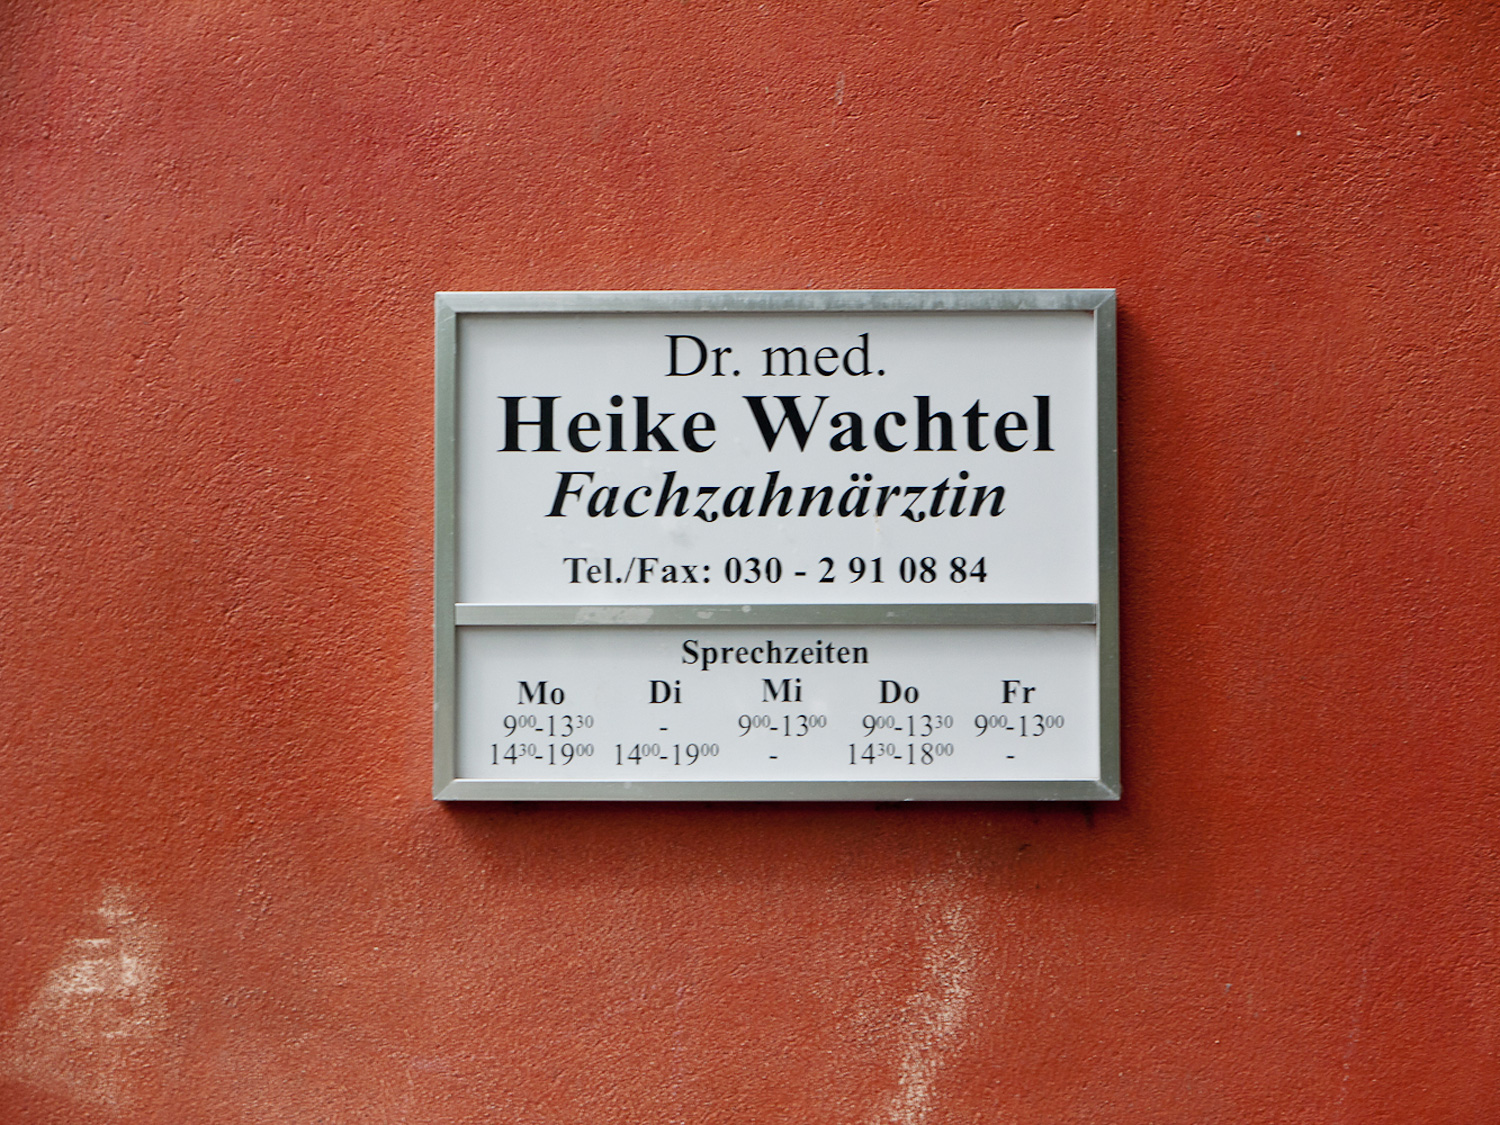 Dr. med.
Heike Wachtel
Fachzahnärztin
Tel./Fax: 030 - 2 91 08 84
Sprechzeiten
Mo Di Mi Do Fr
9⁰⁰-13³⁰ - 9⁰⁰-13⁰⁰ 9⁰⁰-13³⁰ 9⁰⁰-13⁰⁰
14³⁰-19⁰⁰ 14⁰⁰-19⁰⁰ - 14³⁰-18⁰⁰ -